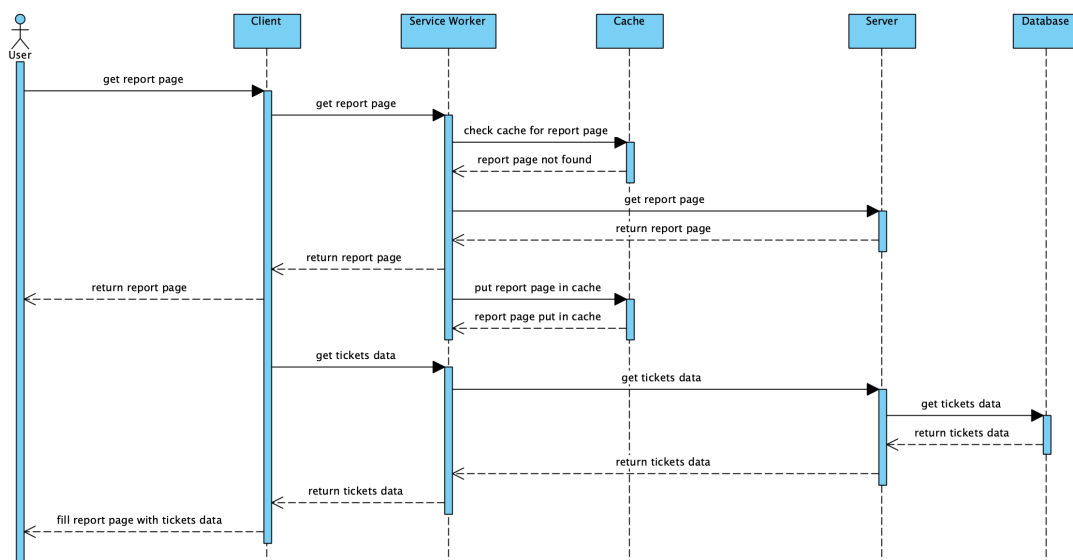 Client
Service Worker
Cache
Server
Database
User
get report page
get report page
check cache for report page
report page not found
get report page
return report page
return report page
return report page
put report page in cache
report page put in cache
get tickets data
get tickets data
get tickets data
return tickets data
return tickets data
return tickets data
fill report page with tickets data